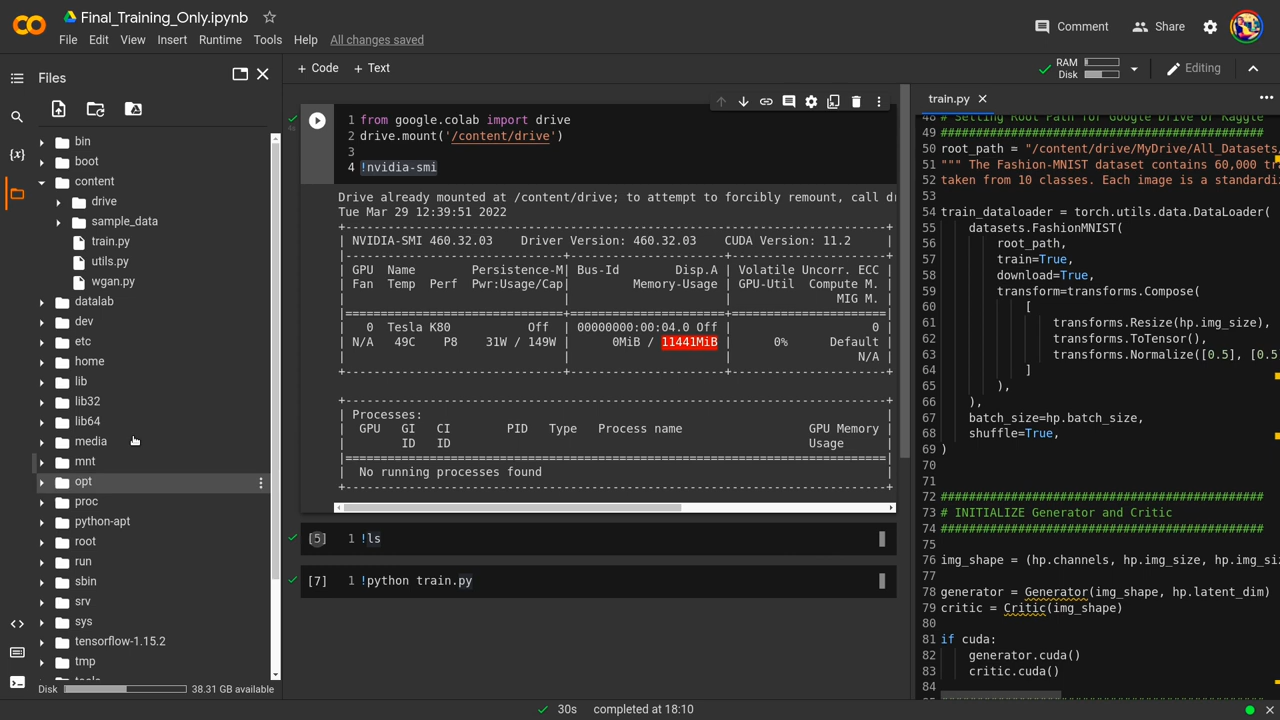 Final_Training_Only.ipynb
File Edit View Insert Runtime Tools Help All changes saved
Comment Share
Files
+ Code + Text
RAM
Disk
Editing
bin
boot
content
drive
sample_data
train.py
utils.py
wgan.py
datalab
dev
etc
home
lib
lib32
lib64
media
mnt
opt
proc
python-apt
root
run
sbin
srv
sys
tensorflow-1.15.2
tmp
Disk 38.31 GB available
4s
1 from google.colab import drive
2 drive.mount('/content/drive')
3
4 !nvidia-smi
Drive already mounted at /content/drive; to attempt to forcibly remount, call d
Tue Mar 29 12:39:51 2022
+-----------------------------------------------------------------------------+
| NVIDIA-SMI 460.32.03    Driver Version: 460.32.03    CUDA Version: 11.2     |
|-------------------------------+----------------------+----------------------+
| GPU  Name        Persistence-M| Bus-Id        Disp.A | Volatile Uncorr. ECC |
| Fan  Temp  Perf  Pwr:Usage/Cap|         Memory-Usage | GPU-Util  Compute M. |
|                               |                      |               MIG M. |
|===============================+======================+======================|
|   0  Tesla K80           Off  | 00000000:00:04.0 Off |                    0 |
| N/A   49C    P8    31W / 149W |      0MiB / 11441MiB |      0%      Default |
|                               |                      |                  N/A |
+-------------------------------+----------------------+----------------------+
+-----------------------------------------------------------------------------+
| Processes:                                                                  |
|  GPU   GI   CI        PID   Type   Process name                  GPU Memory |
|        ID   ID                                                   Usage      |
|=============================================================================|
|  No running processes found                                                 |
+-----------------------------------------------------------------------------+
[5] 1 !ls
[7] 1 !python train.py
train.py
48 # Setting Root Path for Google Drive or Kaggle
49 ##############################################
50 root_path = "/content/drive/MyDrive/All_Datasets/
51 """ The Fashion-MNIST dataset contains 60,000 tr
52 taken from 10 classes. Each image is a standardi
53
54 train_dataloader = torch.utils.data.DataLoader(
55 datasets.FashionMNIST(
56 root_path,
57 train=True,
58 download=True,
59 transform=transforms.Compose(
60 [
61 transforms.Resize(hp.img_size),
62 transforms.ToTensor(),
63 transforms.Normalize([0.5], [0.5
64 ]
65 ),
66 ),
67 batch_size=hp.batch_size,
68 shuffle=True,
69 )
70
71
72 ##############################################
73 # INITIALIZE Generator and Critic
74 ##############################################
75
76 img_shape = (hp.channels, hp.img_size, hp.img_si
77
78 generator = Generator(img_shape, hp.latent_dim)
79 critic = Critic(img_shape)
80
81 if cuda:
82 generator.cuda()
83 critic.cuda()
84
30s completed at 18:10